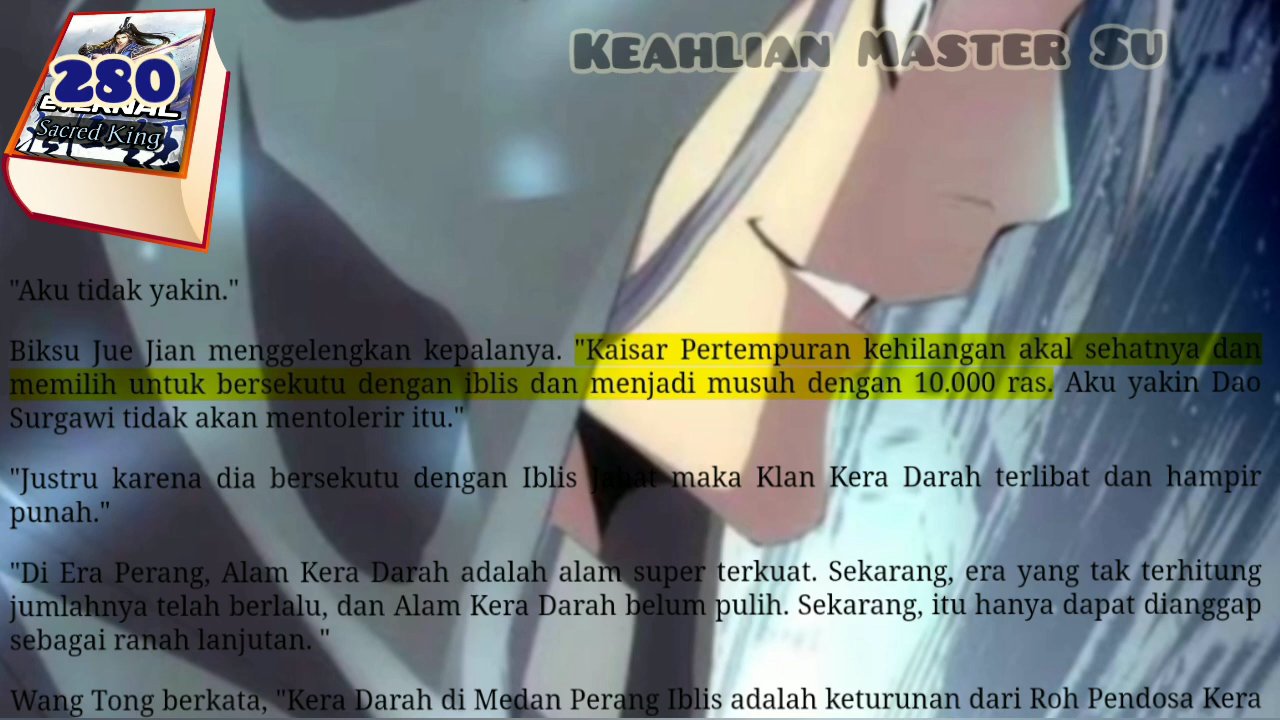 KEAHLIAN MASTER SU
280
ETERNAL
Sacred King
"Aku tidak yakin."
Biksu Jue Jian menggelengkan kepalanya. "Kaisar Pertempuran kehilangan akal sehatnya dan
memilih untuk bersekutu dengan iblis dan menjadi musuh dengan 10.000 ras. Aku yakin Dao
Surgawi tidak akan mentolerir itu."
"Justru karena dia bersekutu dengan Iblis Jahat maka Klan Kera Darah terlibat dan hampir
punah."
"Di Era Perang, Alam Kera Darah adalah alam super terkuat. Sekarang, era yang tak terhitung
jumlahnya telah berlalu, dan Alam Kera Darah belum pulih. Sekarang, itu hanya dapat dianggap
sebagai ranah lanjutan. "
Wang Tong berkata, "Kera Darah di Medan Perang Iblis adalah keturunan dari Roh Pendosa Kera